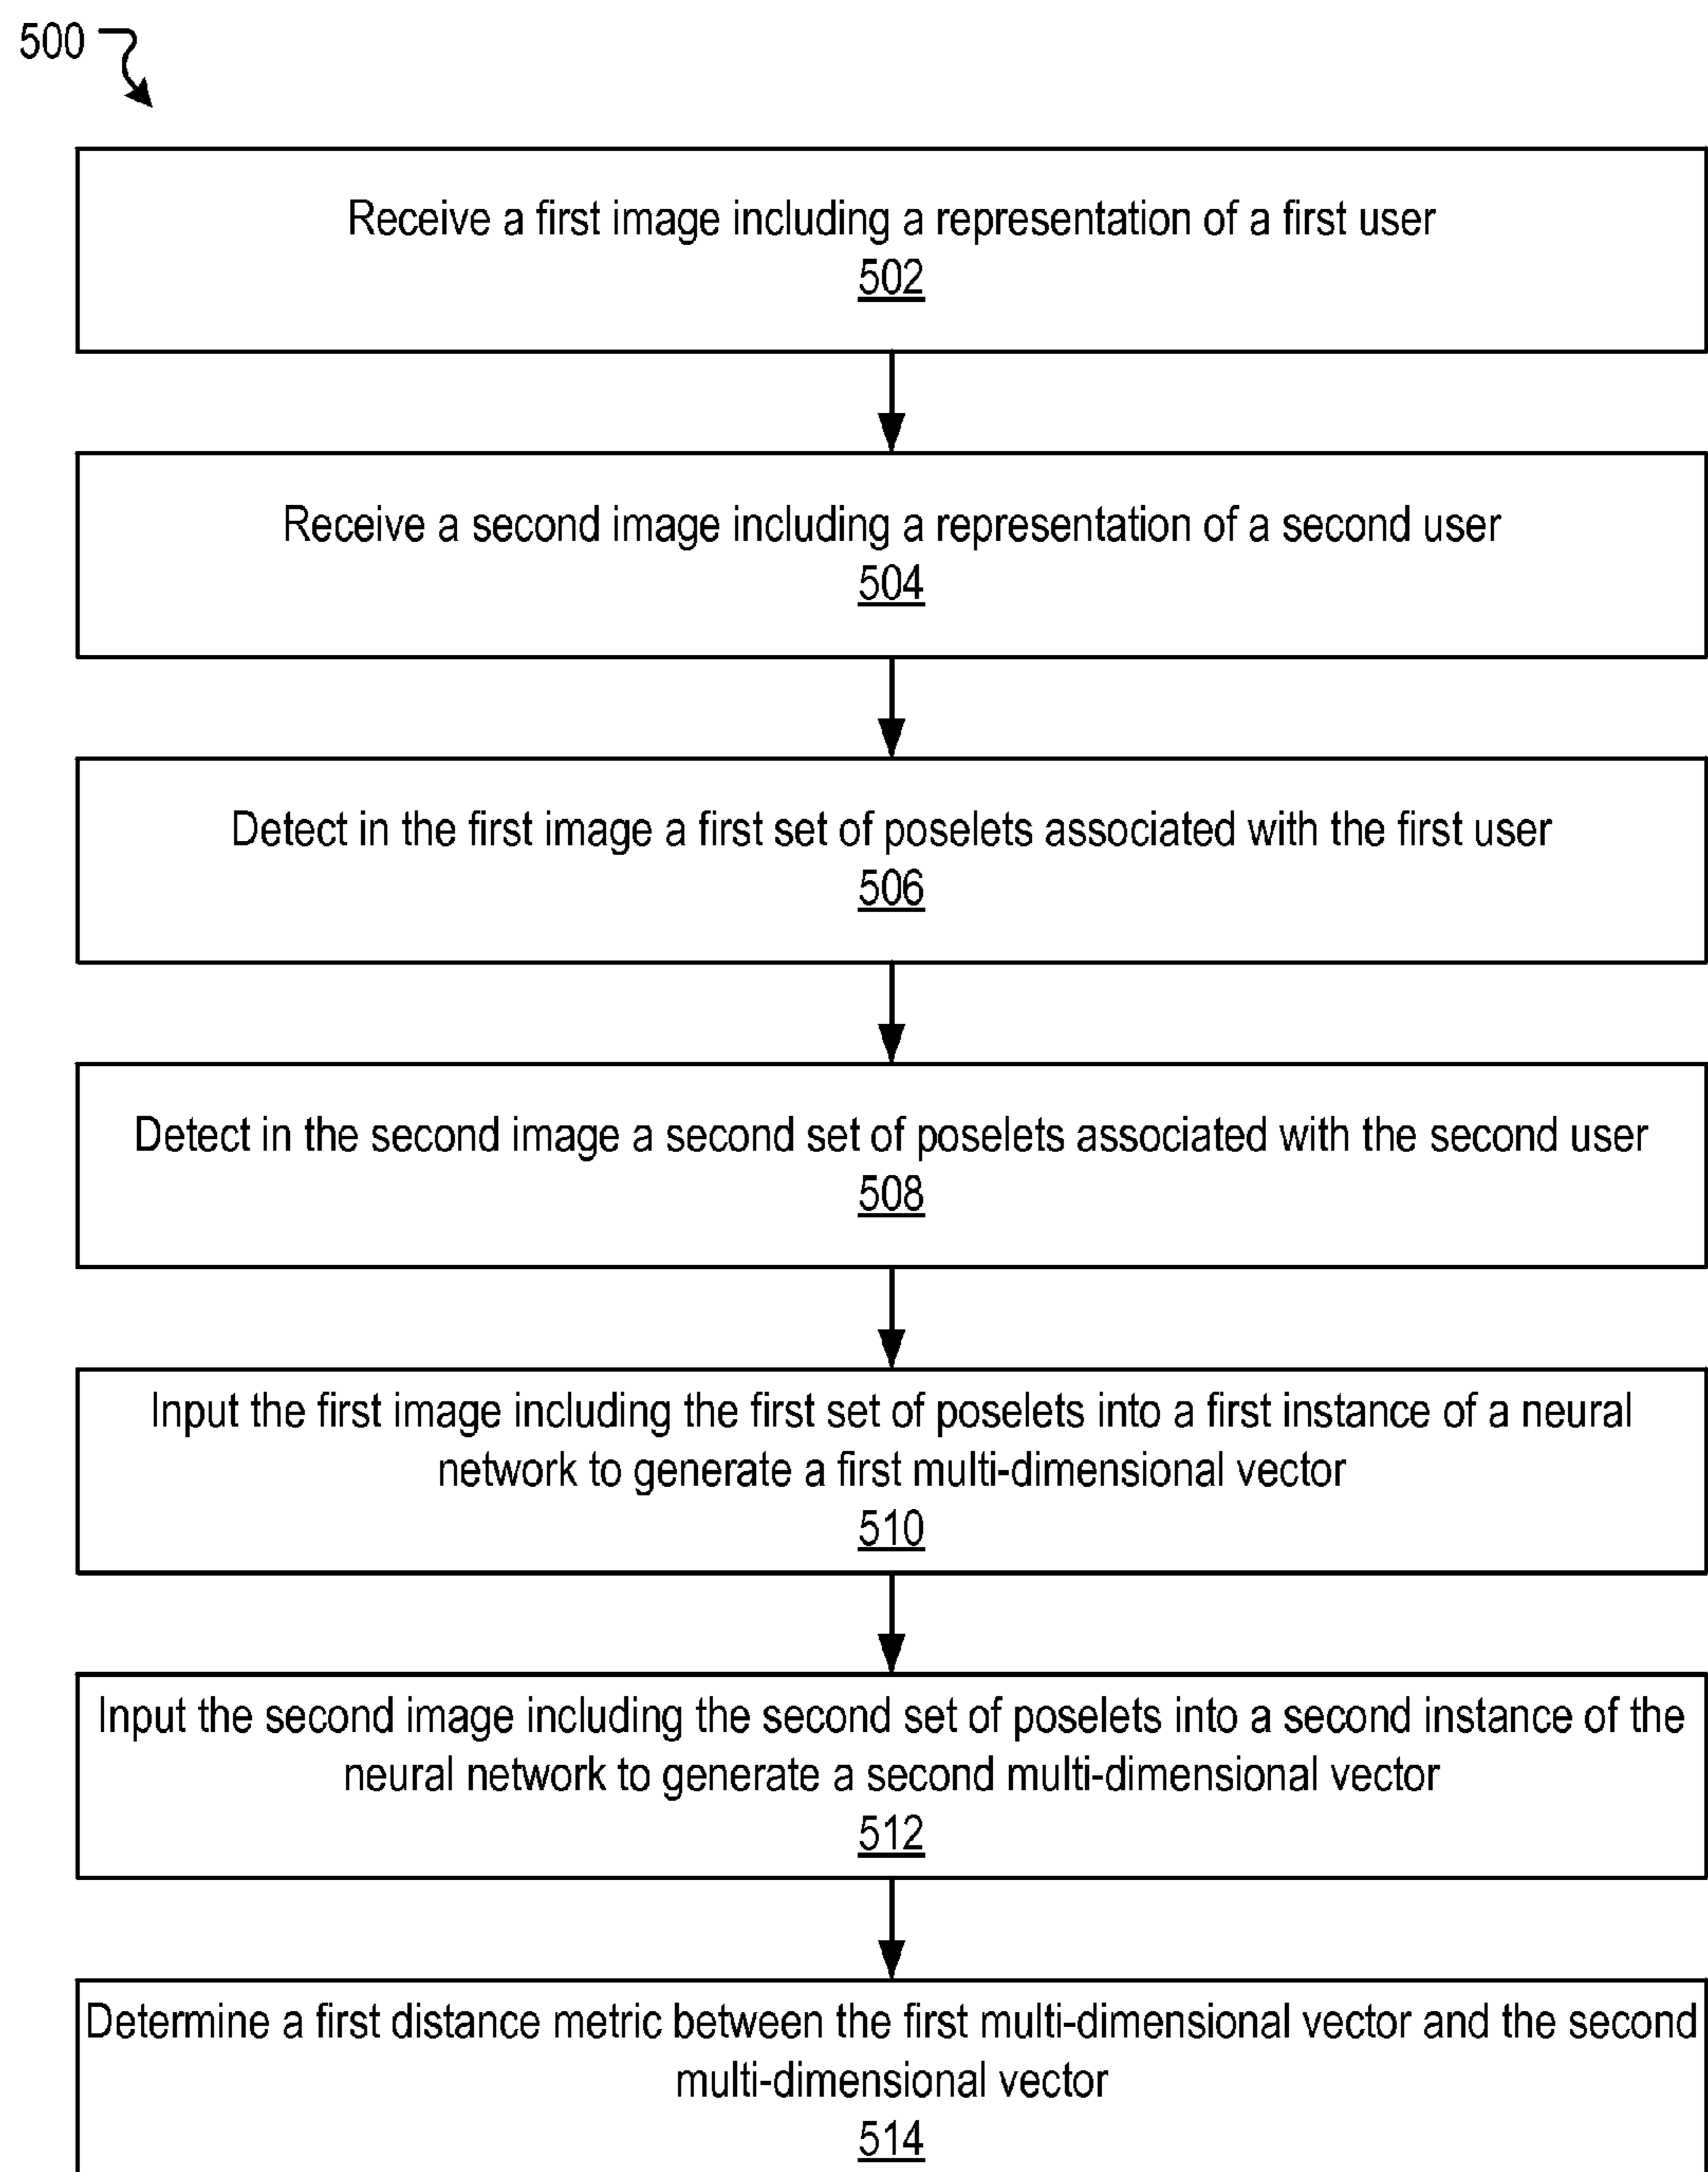 500
Receive a first image including a representation of a first user
502
Receive a second image including a representation of a second user
504
Detect in the first image a first set of poselets associated with the first user
506
Detect in the second image a second set of poselets associated with the second user
508
Input the first image including the first set of poselets into a first instance of a neural
network to generate a first multi-dimensional vector
510
Input the second image including the second set of poselets into a second instance of the
neural network to generate a second multi-dimensional vector
512
Determine a first distance metric between the first multi-dimensional vector and the second
multi-dimensional vector
514